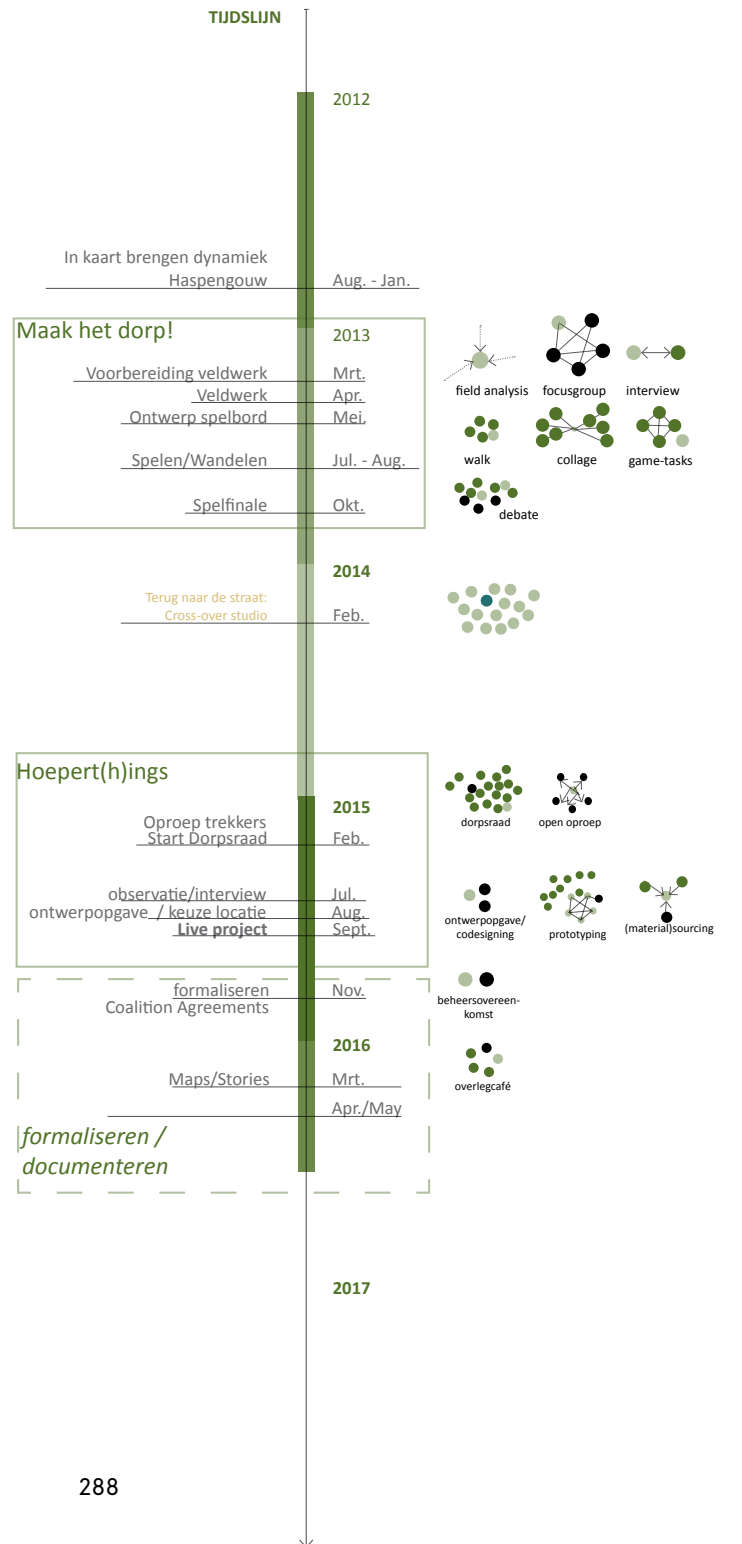 TIJDSLIJN
2012
In kaart brengen dynamiek
Haspengouw
Aug. - Jan.
Maak het dorp!
2013
Voorbereiding veldwerk
Mrt.
Veldwerk
Apr.
Ontwerp spelbord
Mei.
Spelen/Wandelen
Jul. - Aug.
Spelfinale
Okt.
field analysis
focusgroup
interview
walk
collage
game-tasks
debate
2014
Terug naar de straat:
Cross-over studio
Feb.
Hoepert(h)ings
2015
Oproep trekkers
Start Dorpsraad
Feb.
dorpsraad
open oproep
observatie/interview
Jul.
ontwerpopgave / keuze locatie
Aug.
Live project
Sept.
ontwerpopgave/
codesigning
prototyping
(material)sourcing
formaliseren
Nov.
Coalition Agreements
beheersovereen-
komst
2016
Maps/Stories
Mrt.
overlegcafé
Apr./May
formaliseren /
documenteren
2017
288